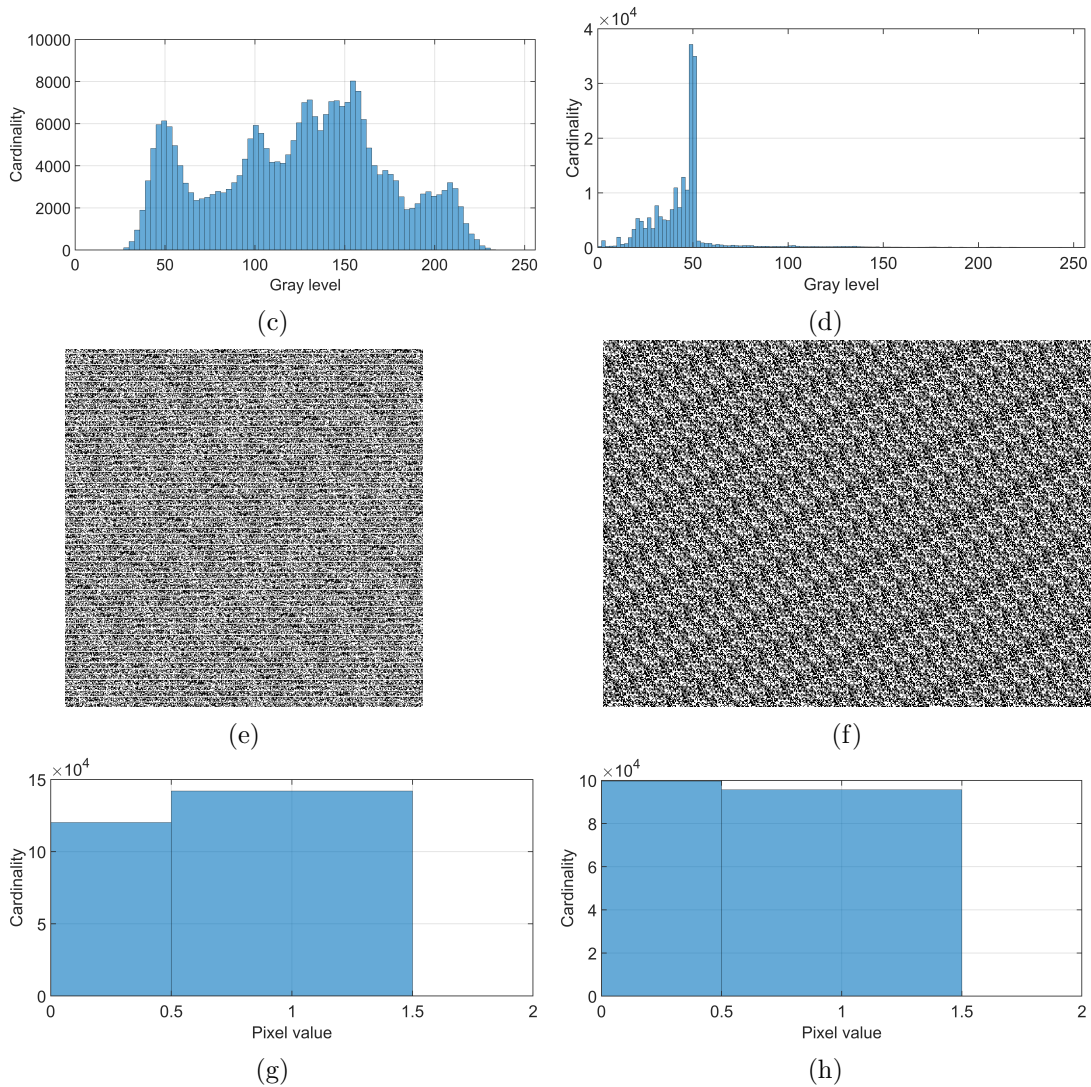 10000
8000
6000
4000
2000
0
Cardinality
0 50 100 150 200 250
Gray level
(c)
×10⁴
4
3
2
1
0
Cardinality
0 50 100 150 200 250
Gray level
(d)
(e)
(f)
×10⁴
15
10
5
0
Cardinality
0 0.5 1 1.5 2
Pixel value
(g)
×10⁴
10
8
6
4
2
0
Cardinality
0 0.5 1 1.5 2
Pixel value
(h)